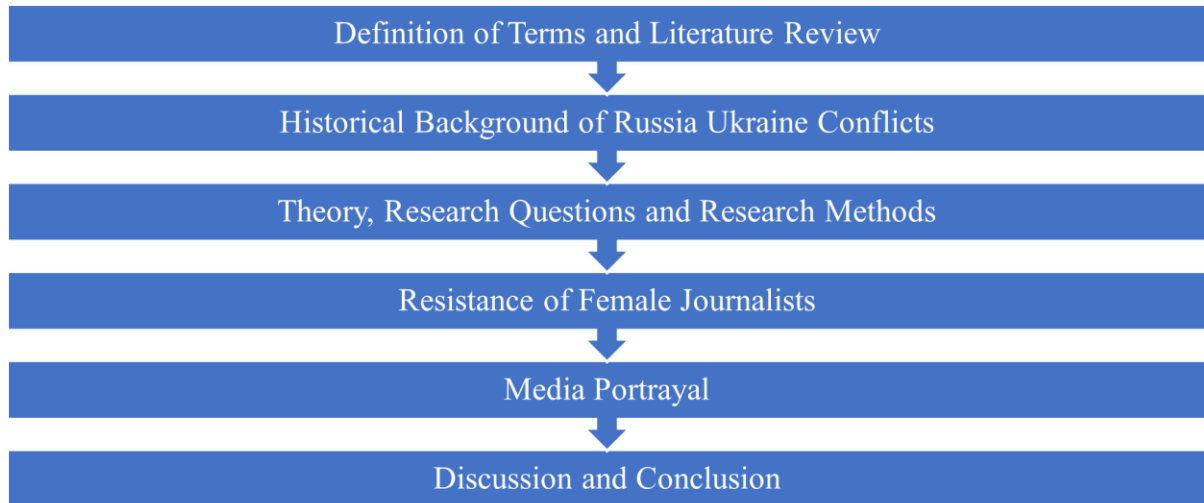 Definition of Terms and Literature Review
Historical Background of Russia Ukraine Conflicts
Theory, Research Questions and Research Methods
Resistance of Female Journalists
Media Portrayal
Discussion and Conclusion